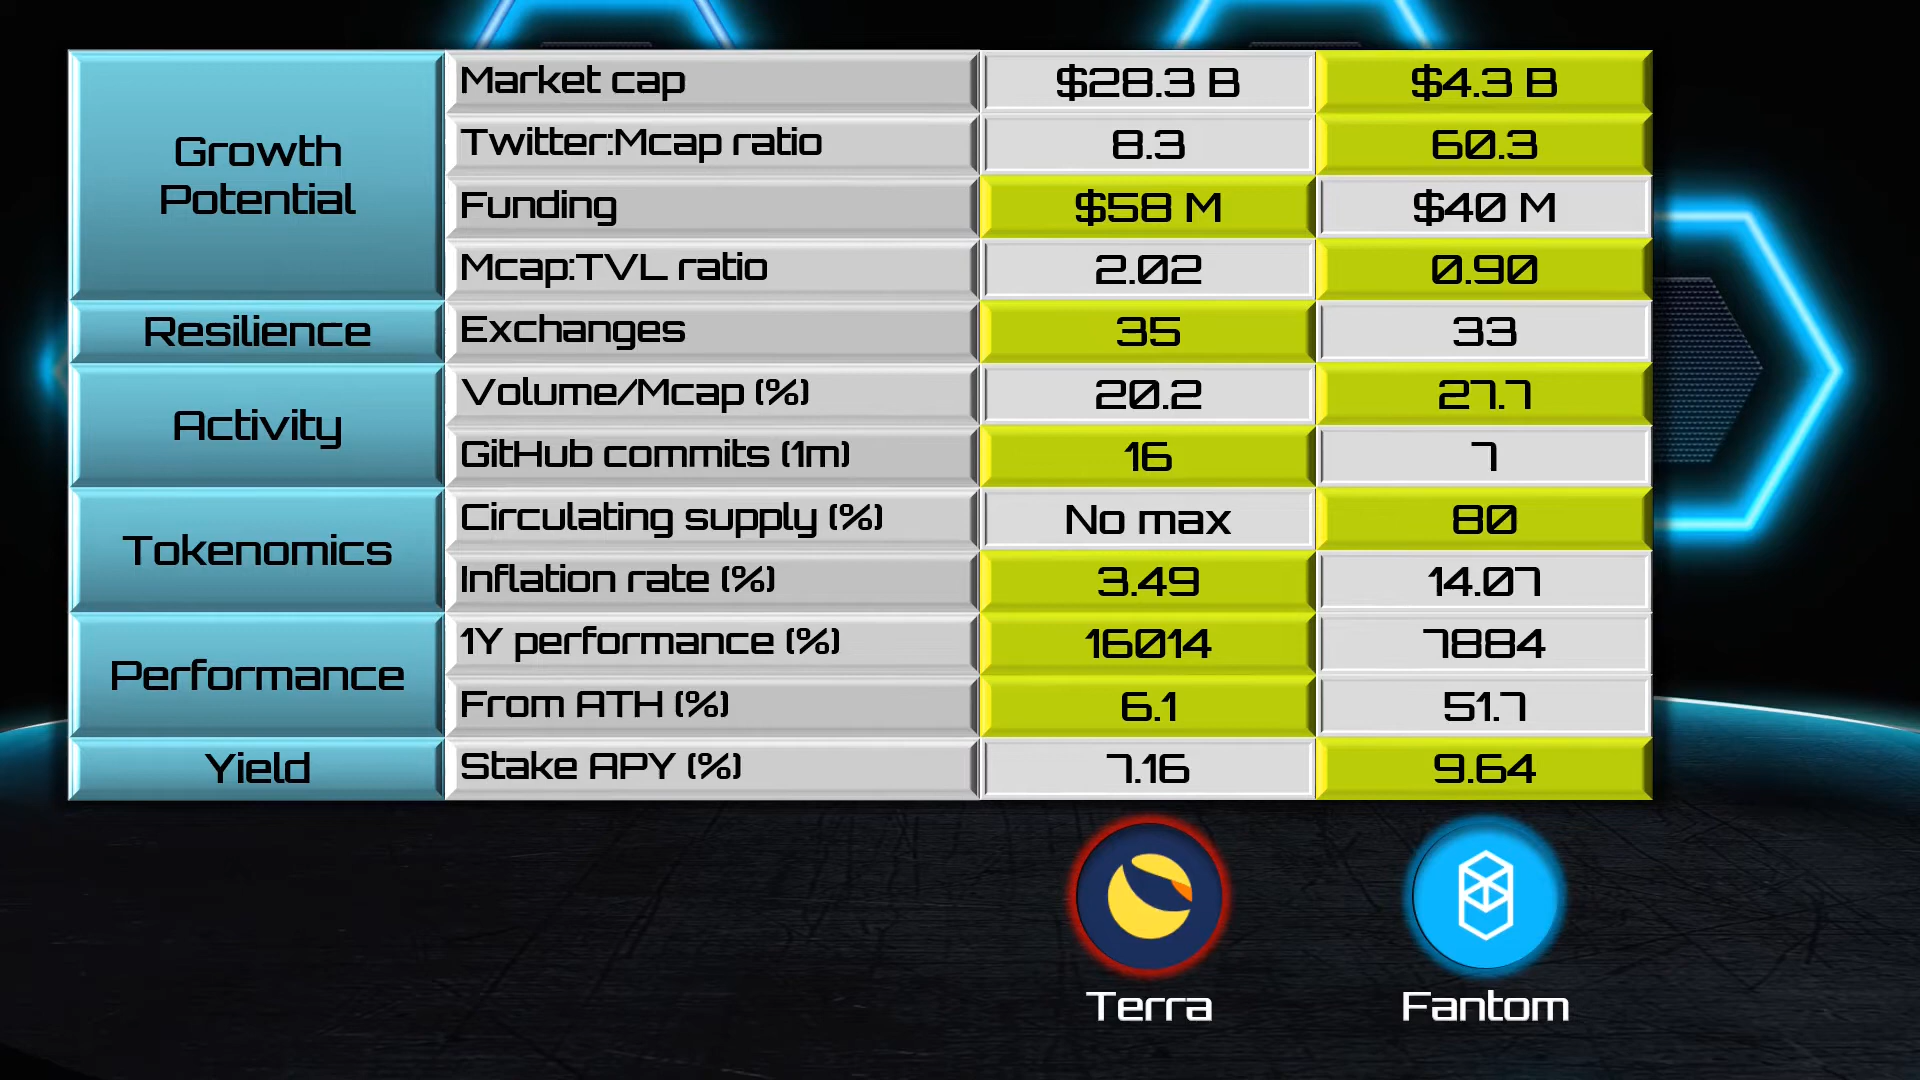 Growth
Potential
Market cap $28.3 B $4.3 B
Twitter:Mcap ratio 8.3 60.3
Funding $58 M $40 M
Mcap:TVL ratio 2.02 0.90
Resilience Exchanges 35 33
Activity
Volume/Mcap (%) 20.2 27.7
GitHub commits (1m) 16 7
Tokenomics
Circulating supply (%) No max 80
Inflation rate (%) 3.49 14.07
Performance
1Y performance (%) 16014 7884
From ATH (%) 6.1 51.7
Yield Stake APY (%) 7.16 9.64
Terra Fantom